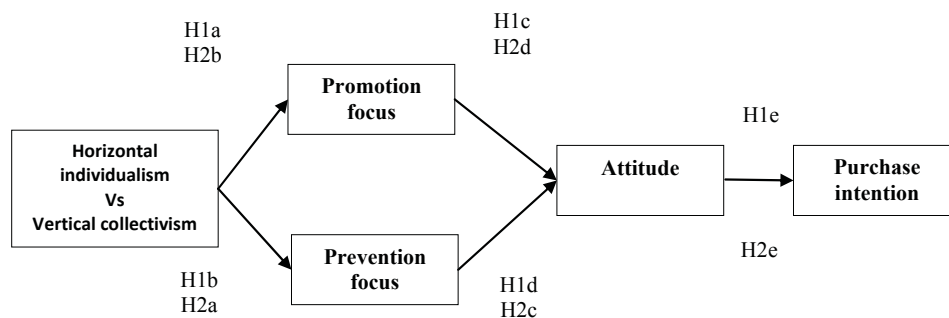 H1a
H2b
H1c
H2d
Promotion
focus
H1e
Horizontal
individualism
Vs
Vertical collectivism
Attitude
Purchase
intention
Prevention
focus
H2e
H1b
H2a
H1d
H2c